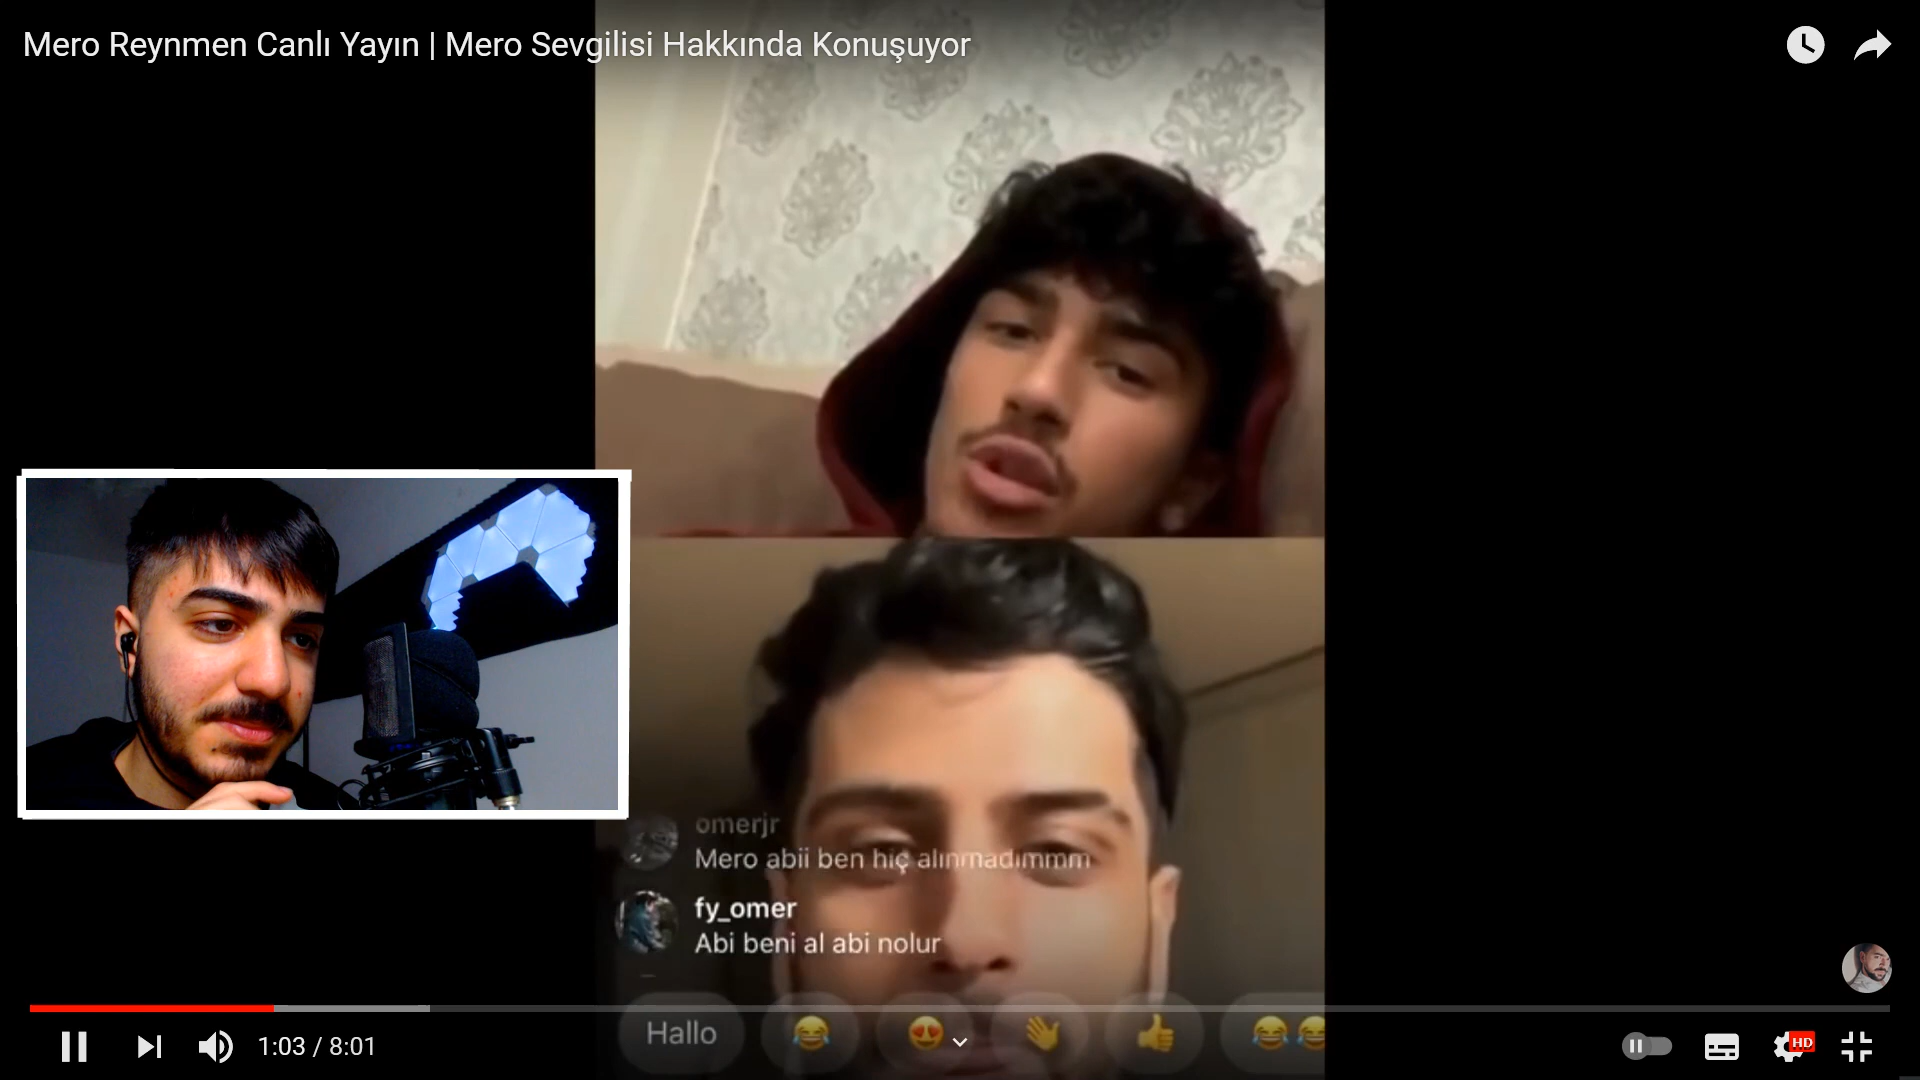 Mero Reynmen Canlı Yayın | Mero Sevgilisi Hakkında Konuşuyor
omerjr
Mero abii ben hiç alınmadımmm
fy_omer
Abi beni al abi nolur
Hallo
1:03 / 8:01
HD